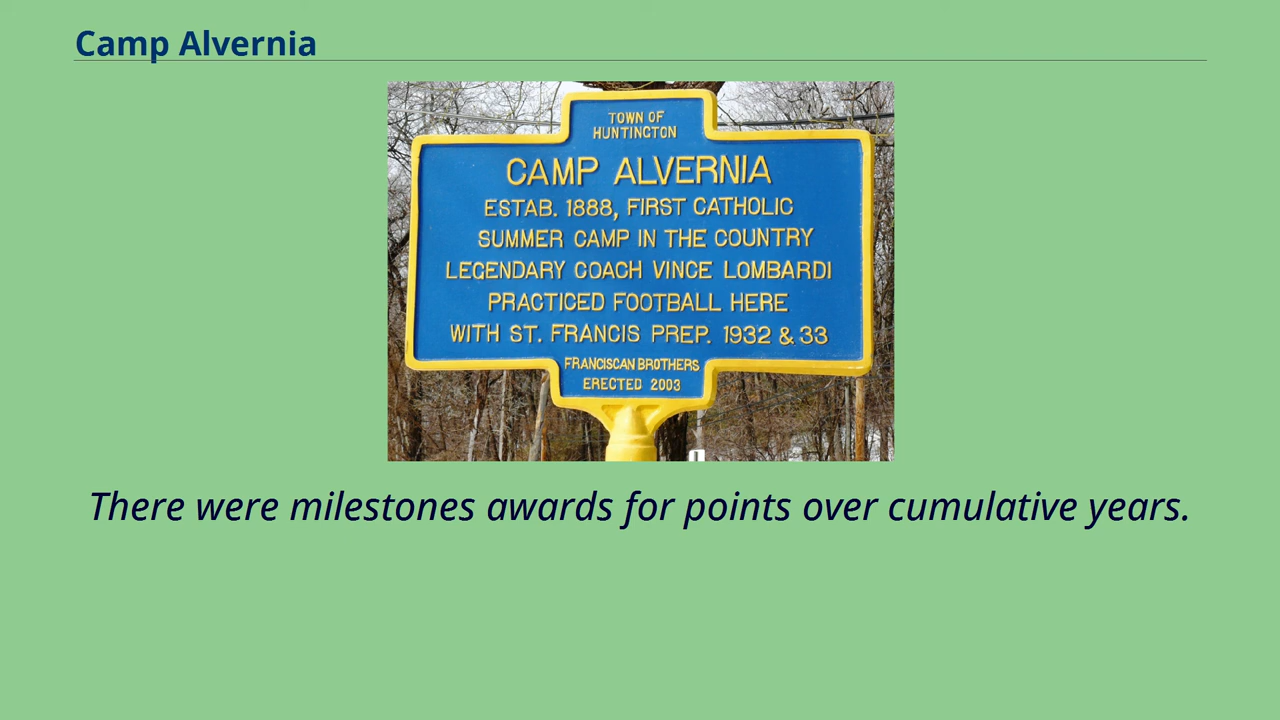 Camp Alvernia
TOWN OF
HUNTINGTON
CAMP ALVERNIA
ESTAB. 1888, FIRST CATHOLIC
SUMMER CAMP IN THE COUNTRY
LEGENDARY COACH VINCE LOMBARDI
PRACTICED FOOTBALL HERE
WITH ST. FRANCIS PREP. 1932 & 33
FRANCISCAN BROTHERS
ERECTED 2003
There were milestones awards for points over cumulative years.